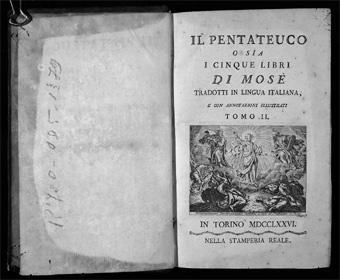 IL PENTATEUCO
O SIA
I CINQUE LIBRI
DI MOSÈ
TRADOTTI IN LINGUA ITALIANA,
E CON ANNOTAZIONI ILLUSTRATI
TOMO .II.
IN TORINO MDCCLXXVI.
NELLA STAMPERIA REALE.